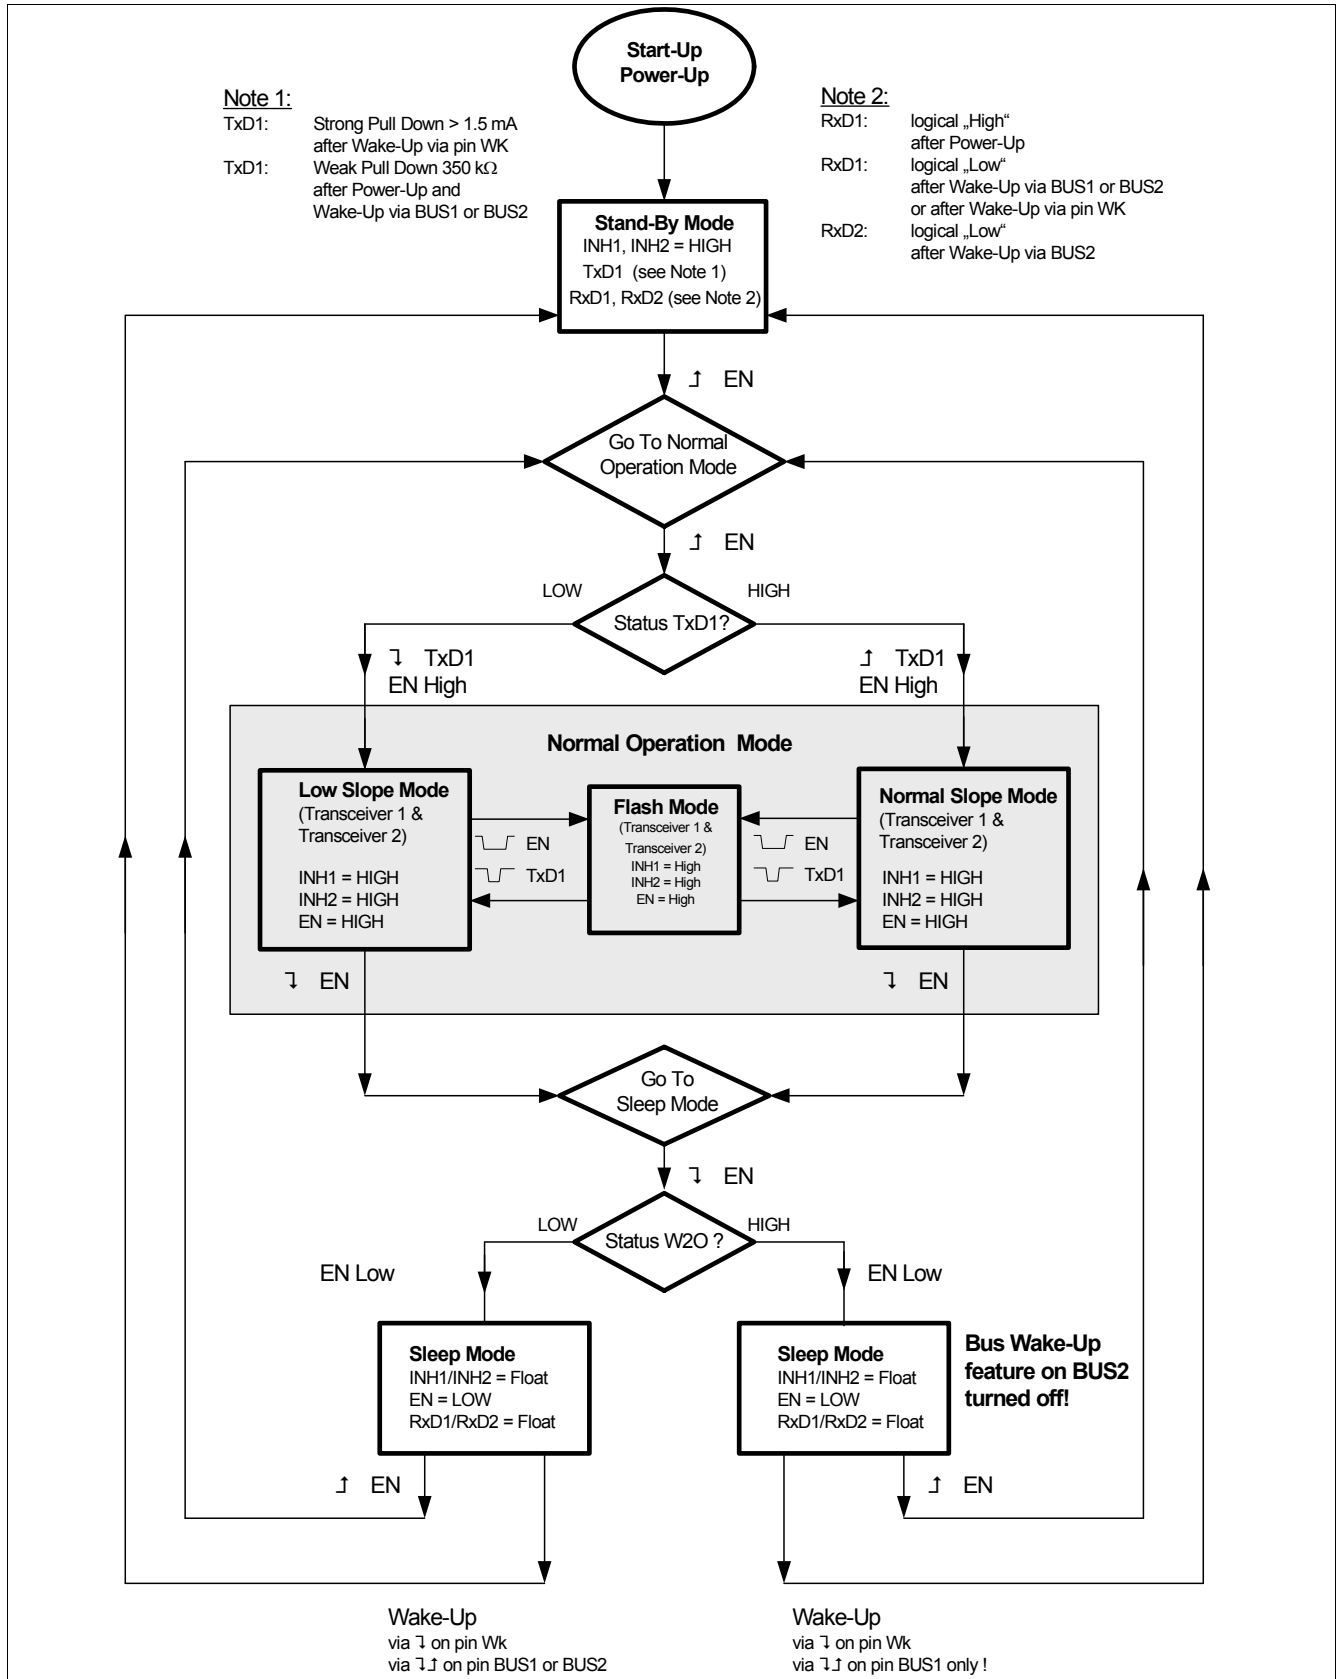 Start-Up
Power-Up
Note 1:
TxD1: Strong Pull Down > 1.5 mA
after Wake-Up via pin WK
TxD1: Weak Pull Down 350 kΩ
after Power-Up and
Wake-Up via BUS1 or BUS2
Note 2:
RxD1: logical „High“
after Power-Up
RxD1: logical „Low“
after Wake-Up via BUS1 or BUS2
or after Wake-Up via pin WK
RxD2: logical „Low“
after Wake-Up via BUS2
Stand-By Mode
INH1, INH2 = HIGH
TxD1 (see Note 1)
RxD1, RxD2 (see Note 2)
EN
Go To Normal
Operation Mode
EN
LOW
HIGH
Status TxD1?
TxD1
EN High
TxD1
EN High
Normal Operation Mode
Low Slope Mode
(Transceiver 1 &
Transceiver 2)
INH1 = HIGH
INH2 = HIGH
EN = HIGH
EN
TxD1
Flash Mode
(Transceiver 1 &
Transceiver 2)
INH1 = High
INH2 = High
EN = High
EN
TxD1
Normal Slope Mode
(Transceiver 1 &
Transceiver 2)
INH1 = HIGH
INH2 = HIGH
EN = HIGH
EN
EN
Go To
Sleep Mode
EN
LOW
HIGH
Status W2O ?
EN Low
EN Low
Sleep Mode
INH1/INH2 = Float
EN = LOW
RxD1/RxD2 = Float
Sleep Mode
INH1/INH2 = Float
EN = LOW
RxD1/RxD2 = Float
Bus Wake-Up
feature on BUS2
turned off!
EN
EN
Wake-Up
via ↴ on pin Wk
via ↴⮥ on pin BUS1 or BUS2
Wake-Up
via ↴ on pin Wk
via ↴⮥ on pin BUS1 only !